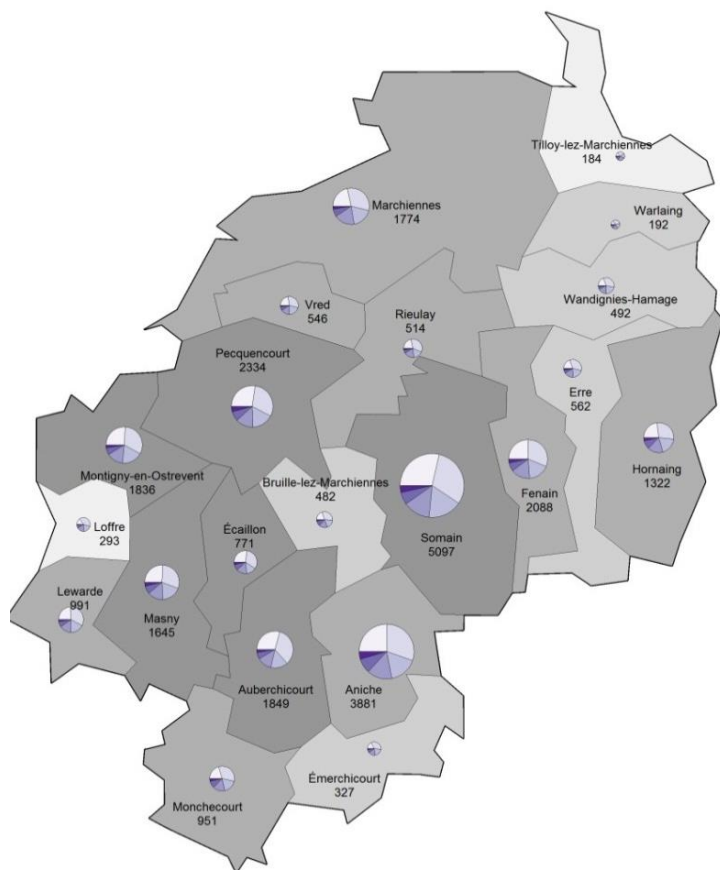 Tilloy-lez-Marchiennes
184
Marchiennes
1774
Warlaing
192
Wandignies-Hamage
492
Vred
546
Rieulay
514
Pecquencourt
2334
Erre
562
Hornaing
1322
Montigny-en-Ostrevent
1836
Bruille-lez-Marchiennes
482
Fenain
2088
Loffre
293
Écaillon
771
Somain
5097
Lewarde
991
Masny
1645
Auberchicourt
1849
Aniche
3881
Émerchicourt
327
Monchecourt
951